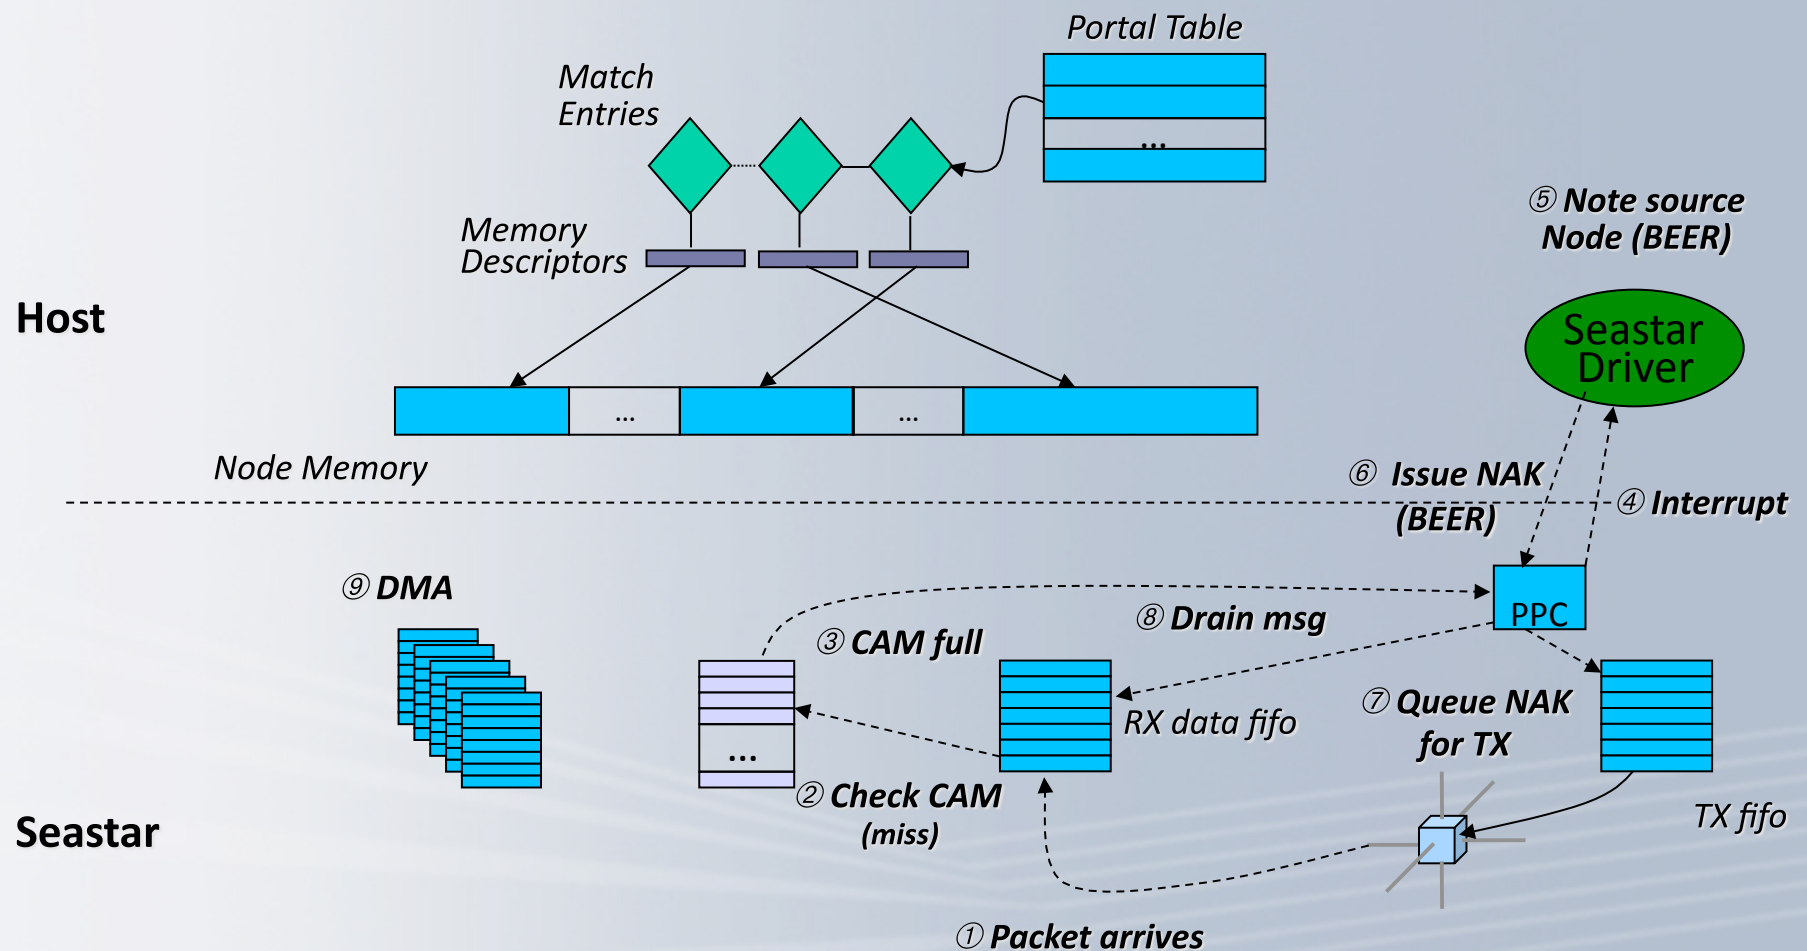 Portal Table
Match
Entries
...
⑤ Note source
Node (BEER)
Memory
Descriptors
Host
Seastar
Driver
...
...
Node Memory
⑥ Issue NAK
(BEER)
④ Interrupt
⑨ DMA
PPC
⑧ Drain msg
③ CAM full
RX data fifo
⑦ Queue NAK
for TX
...
② Check CAM
(miss)
TX fifo
Seastar
① Packet arrives